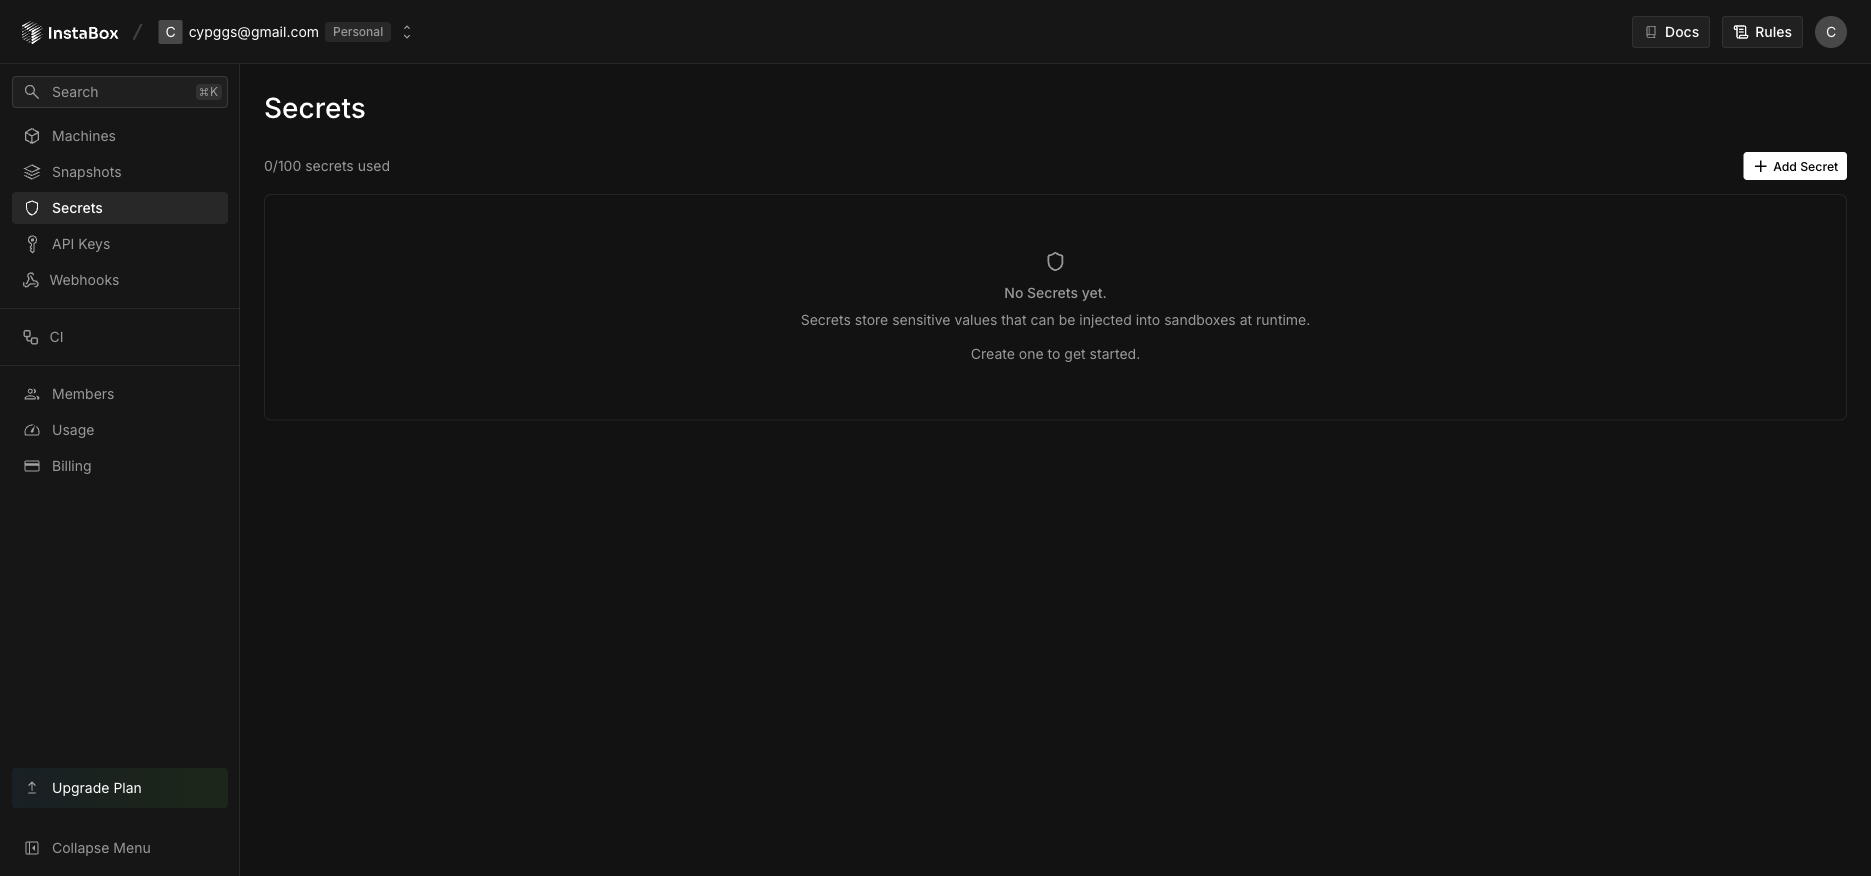 InstaBox / C cypggs@gmail.com Personal
Docs
Rules
C
Search ⌘K
Machines
Snapshots
Secrets
API Keys
Webhooks
CI
Members
Usage
Billing
Upgrade Plan
Collapse Menu
Secrets
0/100 secrets used
Add Secret
No Secrets yet.
Secrets store sensitive values that can be injected into sandboxes at runtime.
Create one to get started.